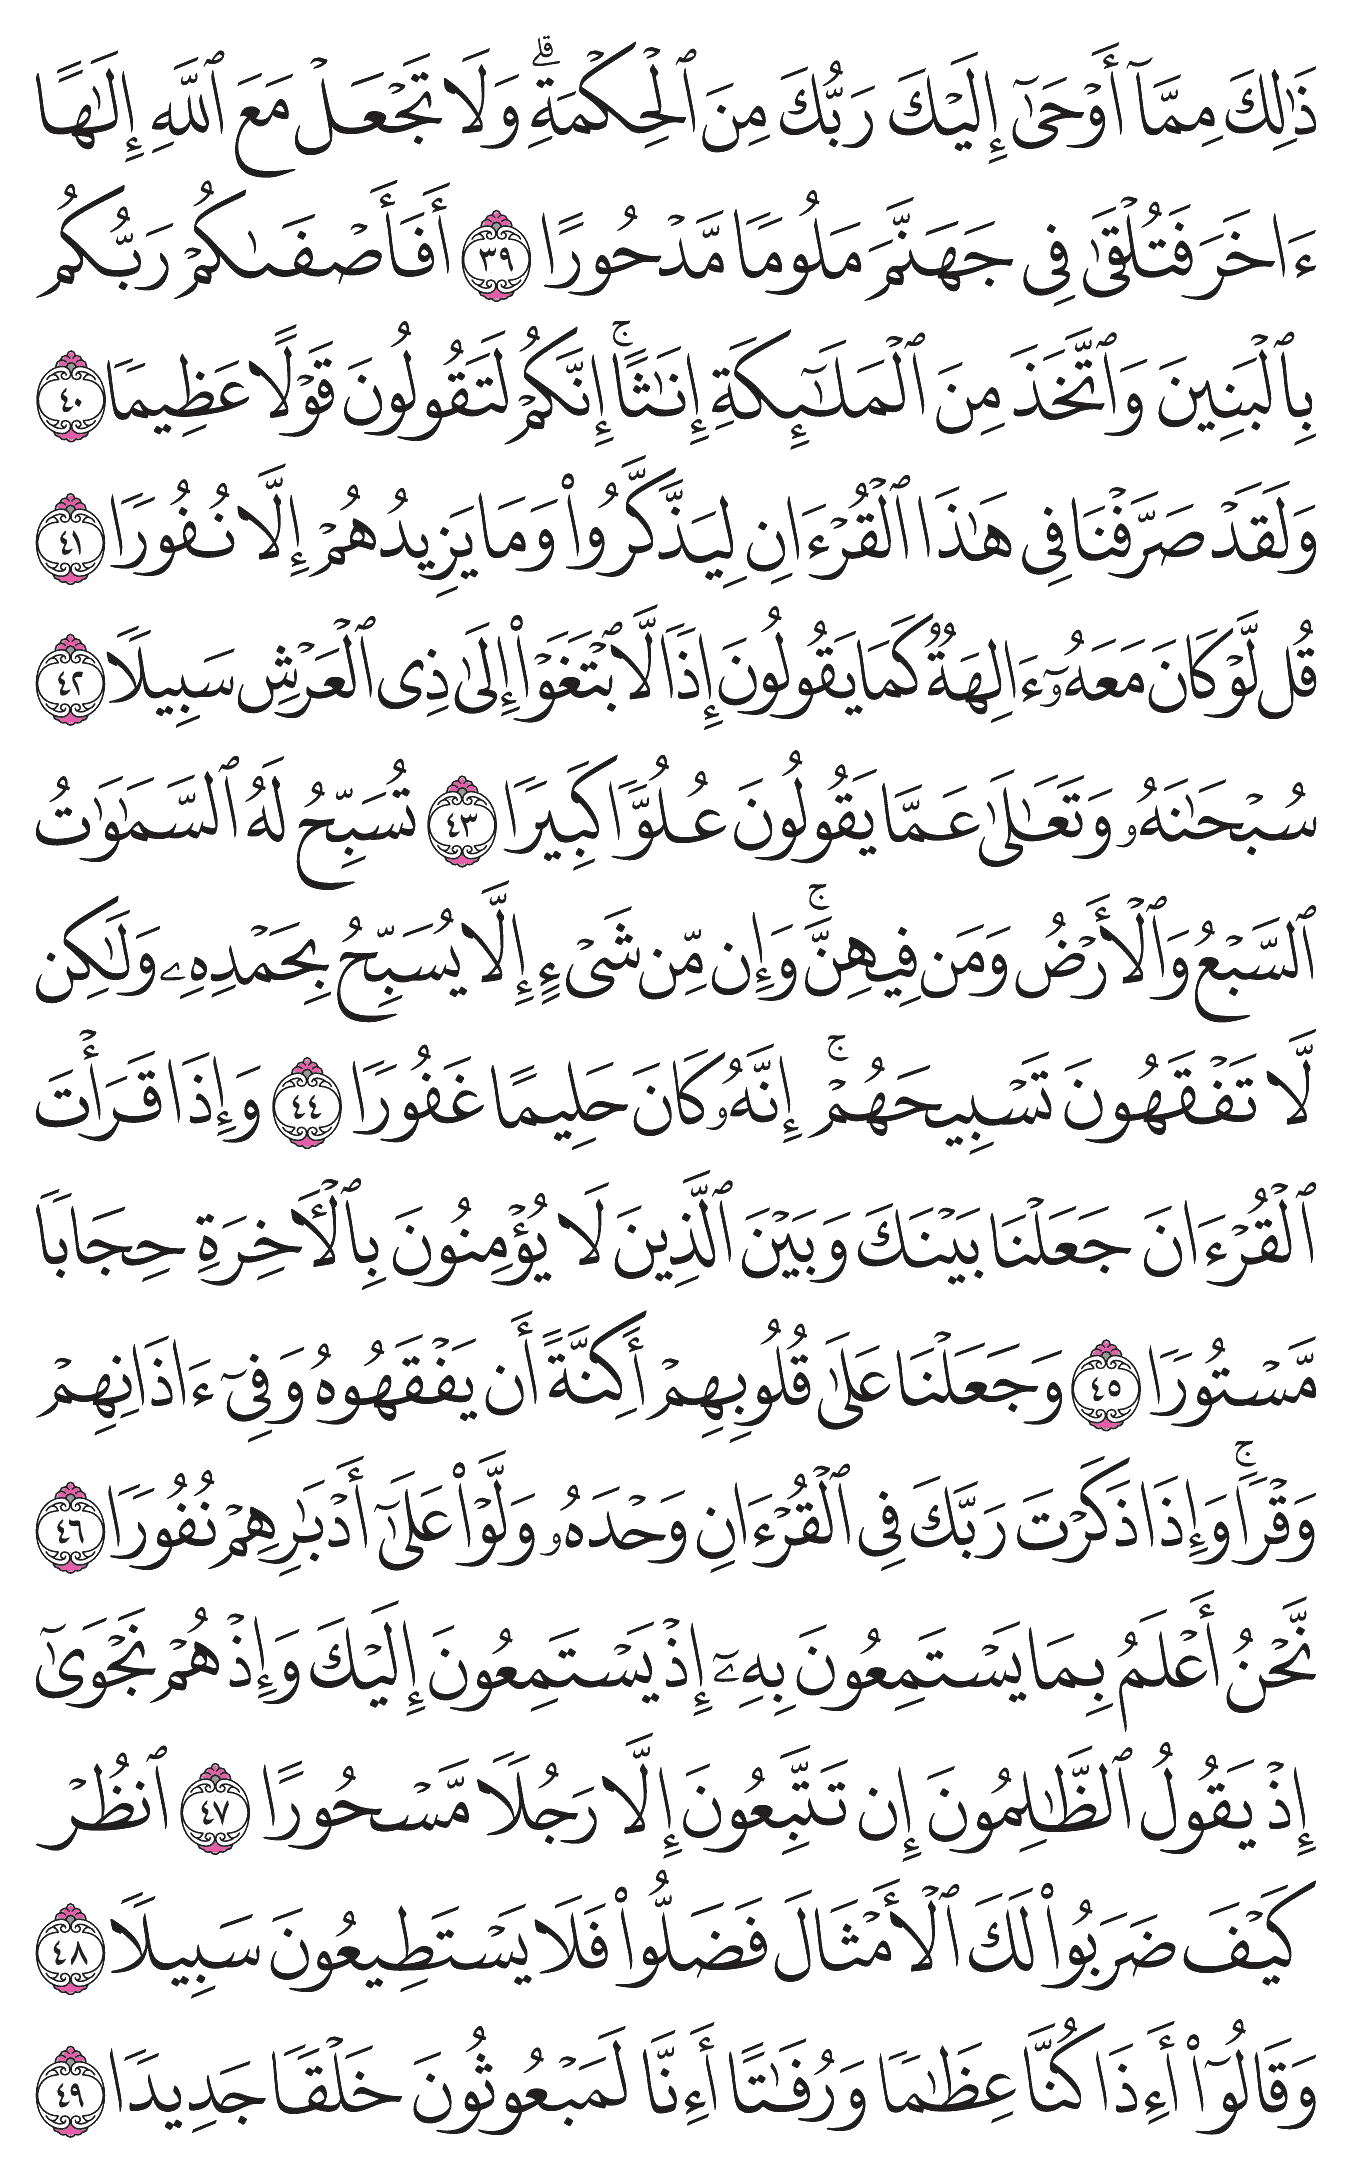 ذَٰلِكَ مِمَّآ أَوۡحَىٰٓ إِلَيۡكَ رَبُّكَ مِنَ ٱلۡحِكۡمَةِۗ وَلَا تَجۡعَلۡ مَعَ ٱللَّهِ إِلَٰهًا
ءَاخَرَ فَتُلۡقَىٰ فِي جَهَنَّمَ مَلُومٗا مَّدۡحُورًا ٣٩ أَفَأَصۡفَىٰكُمۡ رَبُّكُم
بِٱلۡبَنِينَ وَٱتَّخَذَ مِنَ ٱلۡمَلَٰٓئِكَةِ إِنَٰثًاۚ إِنَّكُمۡ لَتَقُولُونَ قَوۡلًا عَظِيمٗا ٤٠
وَلَقَدۡ صَرَّفۡنَا فِي هَٰذَا ٱلۡقُرۡءَانِ لِيَذَّكَّرُواْ وَمَا يَزِيدُهُمۡ إِلَّا نُفُورٗا ٤١
قُل لَّوۡ كَانَ مَعَهُۥٓ ءَالِهَةٞ كَمَا يَقُولُونَ إِذٗا لَّٱبۡتَغَوۡاْ إِلَىٰ ذِي ٱلۡعَرۡشِ سَبِيلٗا ٤٢
سُبۡحَٰنَهُۥ وَتَعَٰلَىٰ عَمَّا يَقُولُونَ عُلُوّٗا كَبِيرٗا ٤٣ تُسَبِّحُ لَهُ ٱلسَّمَٰوَٰتُ
ٱلسَّبۡعُ وَٱلۡأَرۡضُ وَمَن فِيهِنَّۚ وَإِن مِّن شَيۡءٍ إِلَّا يُسَبِّحُ بِحَمۡدِهِۦ وَلَٰكِن
لَّا تَفۡقَهُونَ تَسۡبِيحَهُمۡۚ إِنَّهُۥ كَانَ حَلِيمًا غَفُورٗا ٤٤ وَإِذَا قَرَأۡتَ
ٱلۡقُرۡءَانَ جَعَلۡنَا بَيۡنَكَ وَبَيۡنَ ٱلَّذِينَ لَا يُؤۡمِنُونَ بِٱلۡأٓخِرَةِ حِجَابٗا
مَّسۡتُورٗا ٤٥ وَجَعَلۡنَا عَلَىٰ قُلُوبِهِمۡ أَكِنَّةً أَن يَفۡقَهُوهُ وَفِيٓ ءَاذَانِهِمۡ
وَقۡرٗاۚ وَإِذَا ذَكَرۡتَ رَبَّكَ فِي ٱلۡقُرۡءَانِ وَحۡدَهُۥ وَلَّوۡاْ عَلَىٰٓ أَدۡبَٰرِهِمۡ نُفُورٗا ٤٦
نَّحۡنُ أَعۡلَمُ بِمَا يَسۡتَمِعُونَ بِهِۦٓ إِذۡ يَسۡتَمِعُونَ إِلَيۡكَ وَإِذۡ هُمۡ نَجۡوَىٰٓ
إِذۡ يَقُولُ ٱلظَّٰلِمُونَ إِن تَتَّبِعُونَ إِلَّا رَجُلٗا مَّسۡحُورًا ٤٧ ٱنظُرۡ
كَيۡفَ ضَرَبُواْ لَكَ ٱلۡأَمۡثَالَ فَضَلُّواْ فَلَا يَسۡتَطِيعُونَ سَبِيلٗا ٤٨
وَقَالُوٓاْ أَءِذَا كُنَّا عِظَٰمٗا وَرُفَٰتًا أَءِنَّا لَمَبۡعُوثُونَ خَلۡقٗا جَدِيدٗا ٤٩